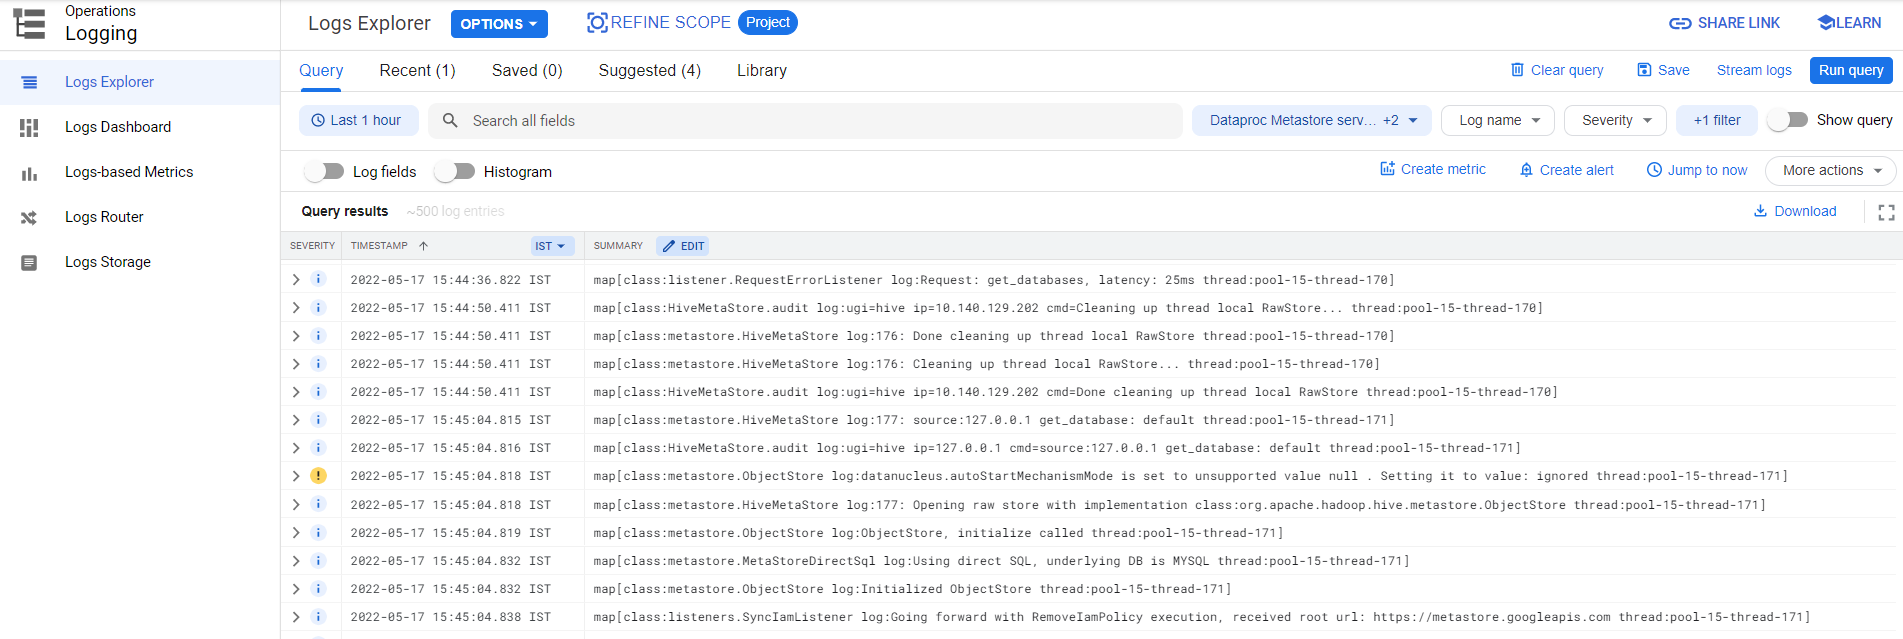 Operations
Logging
Logs Explorer
OPTIONS
REFINE SCOPE
Project
SHARE LINK
LEARN
Logs Explorer
Logs Dashboard
Logs-based Metrics
Logs Router
Logs Storage
Query
Recent (1)
Saved (0)
Suggested (4)
Library
Clear query
Save
Stream logs
Run query
Last 1 hour
Search all fields
Dataproc Metastore serv... +2
Log name
Severity
+1 filter
Show query
Log fields
Histogram
Create metric
Create alert
Jump to now
More actions
Query results
~500 log entries
Download
SEVERITY TIMESTAMP IST SUMMARY EDIT
2022-05-17 15:44:36.822 IST map[class:listener.RequestErrorListener log:Request: get_databases, latency: 25ms thread:pool-15-thread-170]
2022-05-17 15:44:50.411 IST map[class:HiveMetaStore.audit log:ugi=hive ip=10.140.129.202 cmd=Cleaning up thread local RawStore... thread:pool-15-thread-170]
2022-05-17 15:44:50.411 IST map[class:metastore.HiveMetaStore log:176: Done cleaning up thread local RawStore thread:pool-15-thread-170]
2022-05-17 15:44:50.411 IST map[class:metastore.HiveMetaStore log:176: Cleaning up thread local RawStore... thread:pool-15-thread-170]
2022-05-17 15:44:50.411 IST map[class:HiveMetaStore.audit log:ugi=hive ip=10.140.129.202 cmd=Done cleaning up thread local RawStore thread:pool-15-thread-170]
2022-05-17 15:45:04.815 IST map[class:metastore.HiveMetaStore log:177: source:127.0.0.1 get_database: default thread:pool-15-thread-171]
2022-05-17 15:45:04.816 IST map[class:HiveMetaStore.audit log:ugi=hive ip=127.0.0.1 cmd=source:127.0.0.1 get_database: default thread:pool-15-thread-171]
2022-05-17 15:45:04.818 IST map[class:metastore.ObjectStore log:datanucleus.autoStartMechanismMode is set to unsupported value null . Setting it to value: ignored thread:pool-15-thread-171]
2022-05-17 15:45:04.818 IST map[class:metastore.HiveMetaStore log:177: Opening raw store with implementation class:org.apache.hadoop.hive.metastore.ObjectStore thread:pool-15-thread-171]
2022-05-17 15:45:04.819 IST map[class:metastore.ObjectStore log:ObjectStore, initialize called thread:pool-15-thread-171]
2022-05-17 15:45:04.832 IST map[class:metastore.MetaStoreDirectSql log:Using direct SQL, underlying DB is MYSQL thread:pool-15-thread-171]
2022-05-17 15:45:04.832 IST map[class:metastore.ObjectStore log:Initialized ObjectStore thread:pool-15-thread-171]
2022-05-17 15:45:04.838 IST map[class:listeners.SyncIamListener log:Going forward with RemoveIamPolicy execution, received root url: https://metastore.googleapis.com thread:pool-15-thread-171]